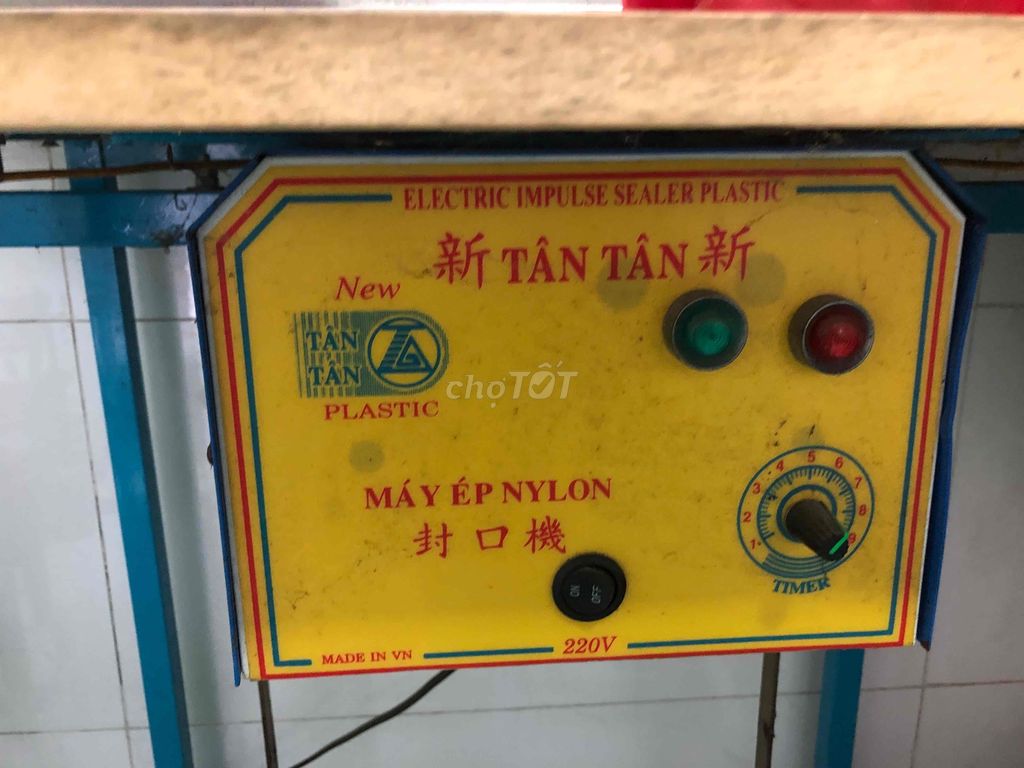 ELECTRIC IMPULSE SEALER PLASTIC
新 TÂN TÂN 新
New
TÂN
TÂN
PLASTIC
chợTỐT
MÁY ÉP NYLON
封口機
ON
OFF
1 2 3 4 5 6 7 8 9
TIMER
MADE IN VN
220V